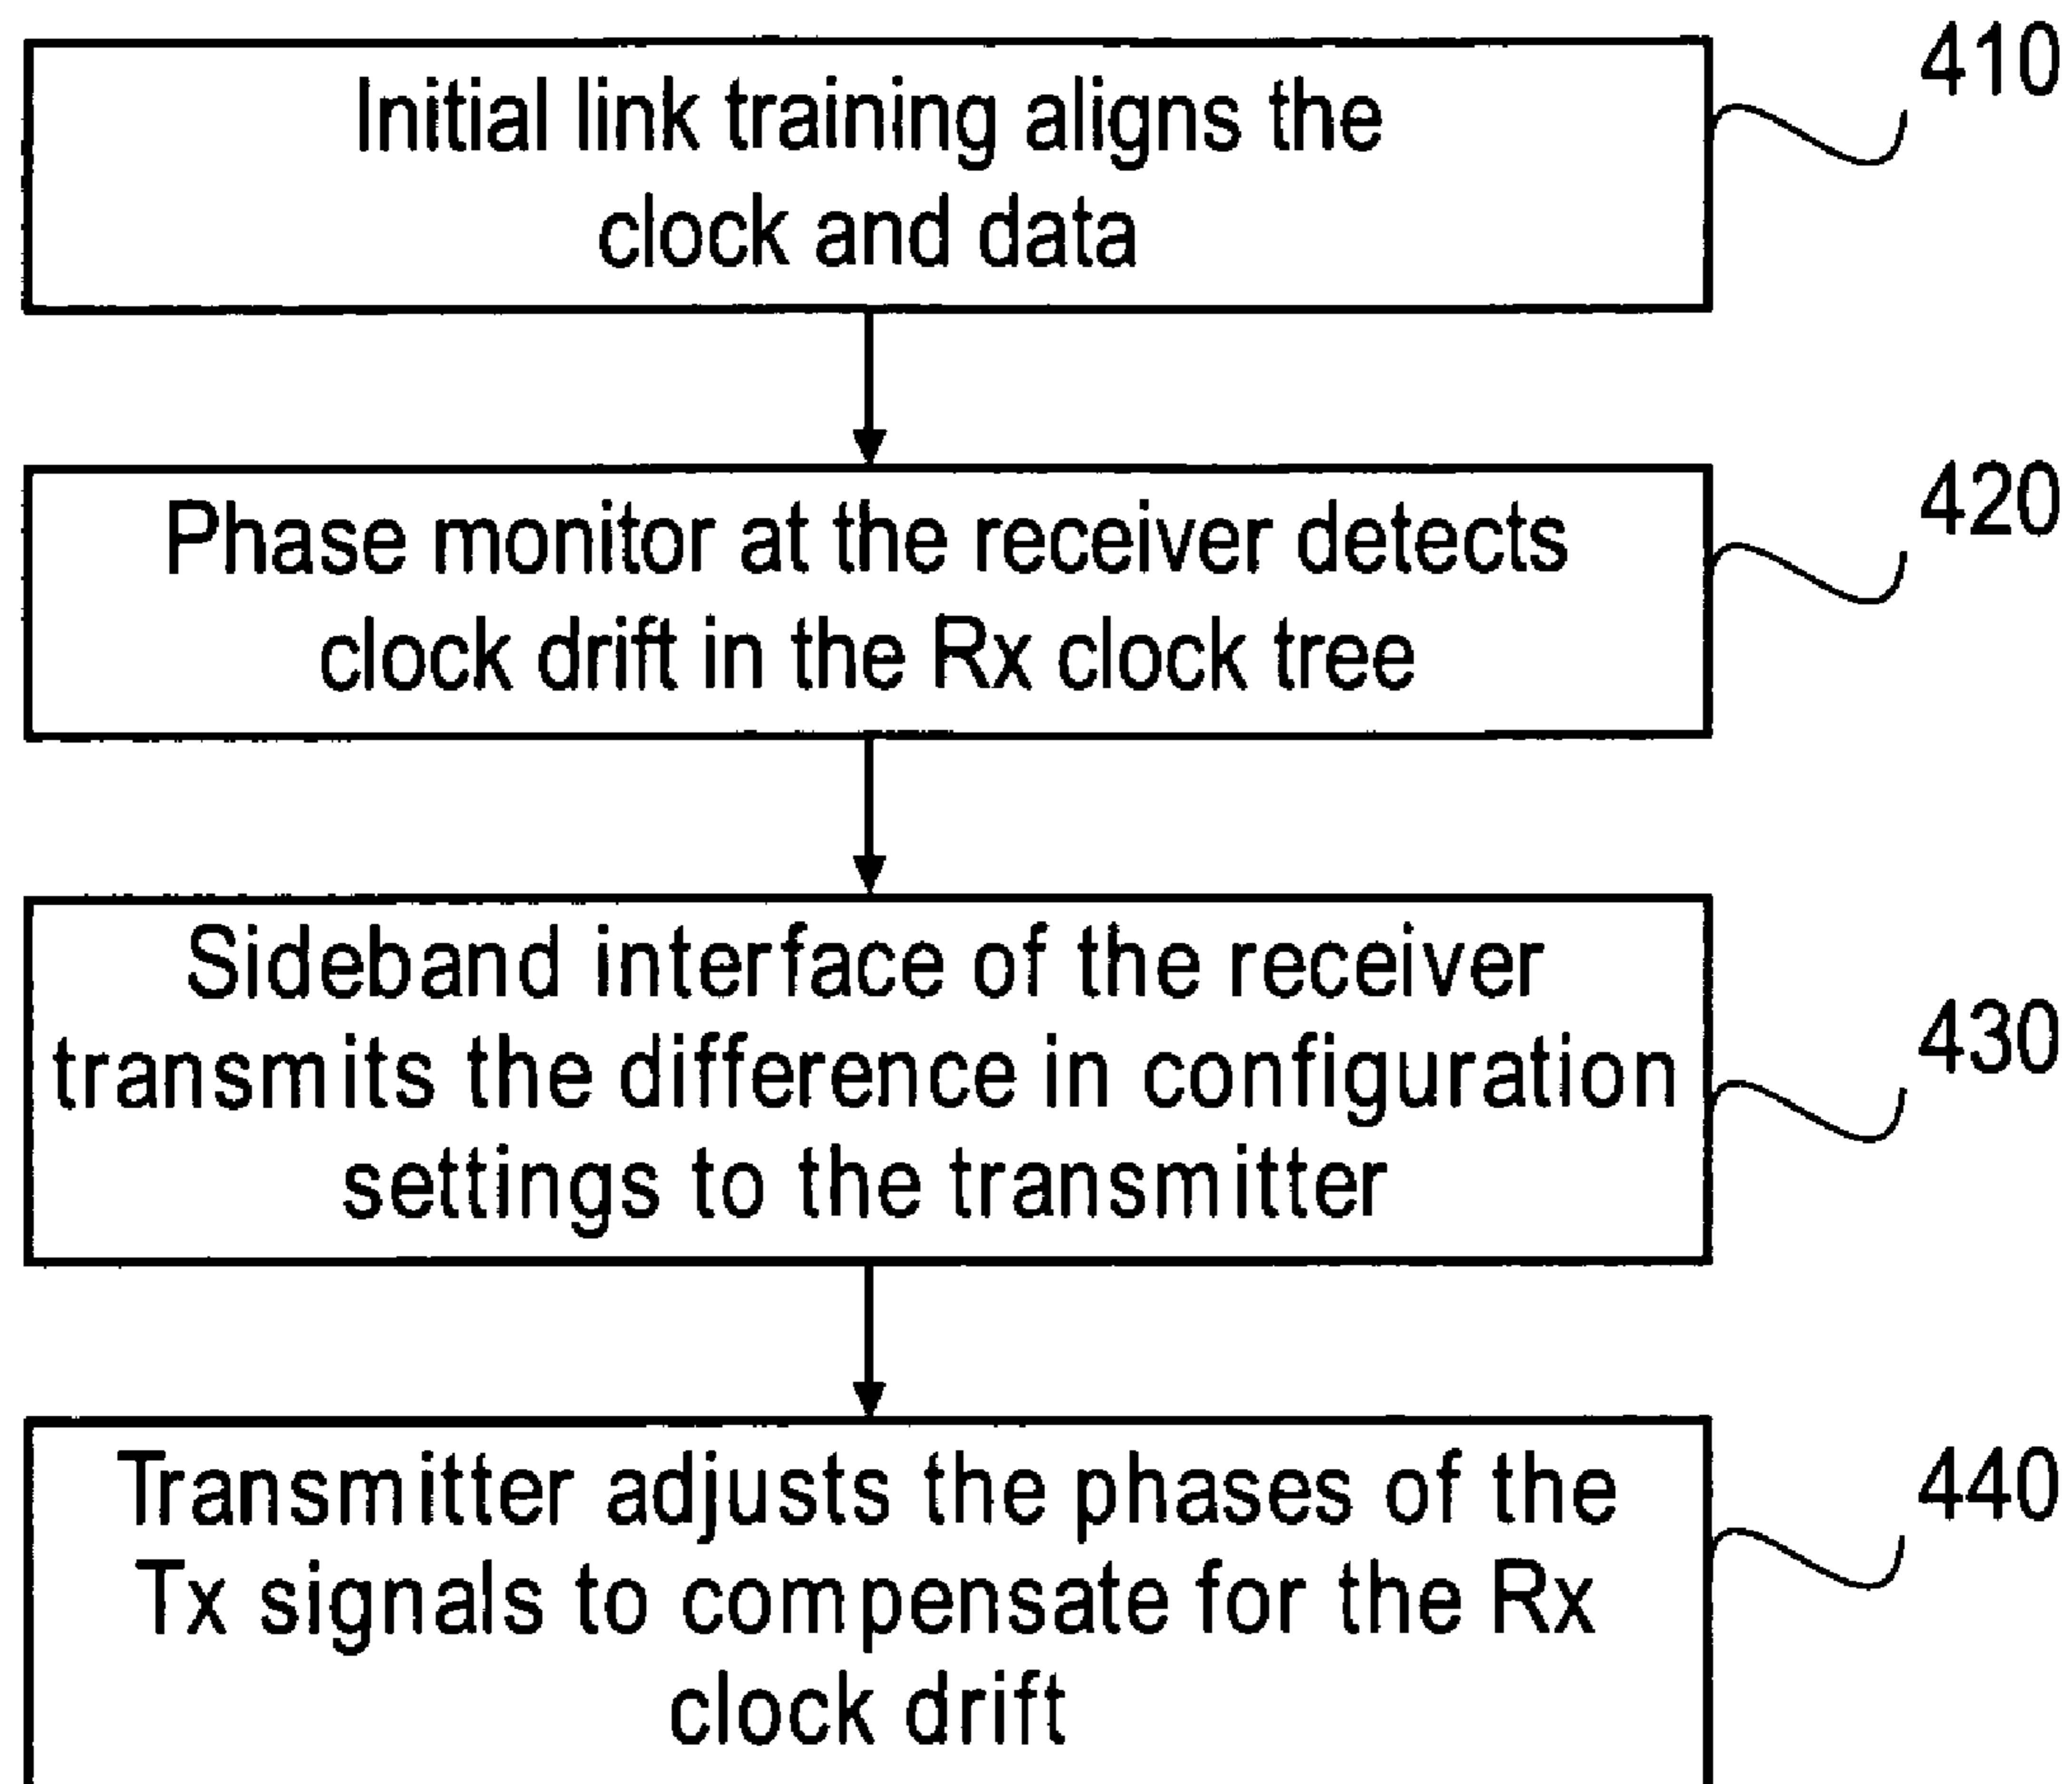 410
Initial link training aligns the
clock and data
420
Phase monitor at the receiver detects
clock drift in the Rx clock tree
Sideband interface of the receiver
430
transmits the difference in configuration
settings to the transmitter
440
Transmitter adjusts the phases of the
Tx signals to compensate for the Rx
clock drift